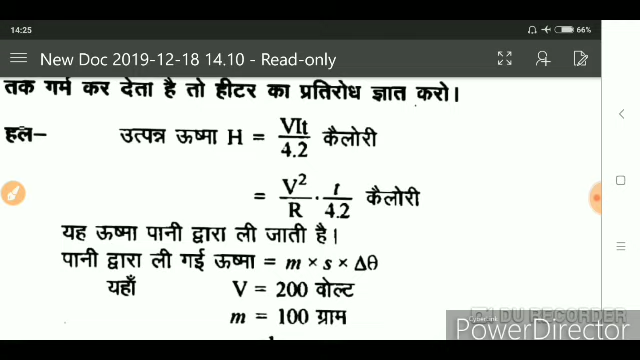 14:25
66%
New Doc 2019-12-18 14.10 - Read-only
तक गर्म कर देता है तो हीटर का प्रतिरोध ज्ञात करो।
हल– उत्पन्न ऊष्मा H = VIt/4.2 कैलोरी
= V²/R · t/4.2 कैलोरी
यह ऊष्मा पानी द्वारा ली जाती है।
पानी द्वारा ली गई ऊष्मा = m × s × Δθ
यहाँ V = 200 वोल्ट
m = 100 ग्राम
DU RECORDER
CyberLink
PowerDirector